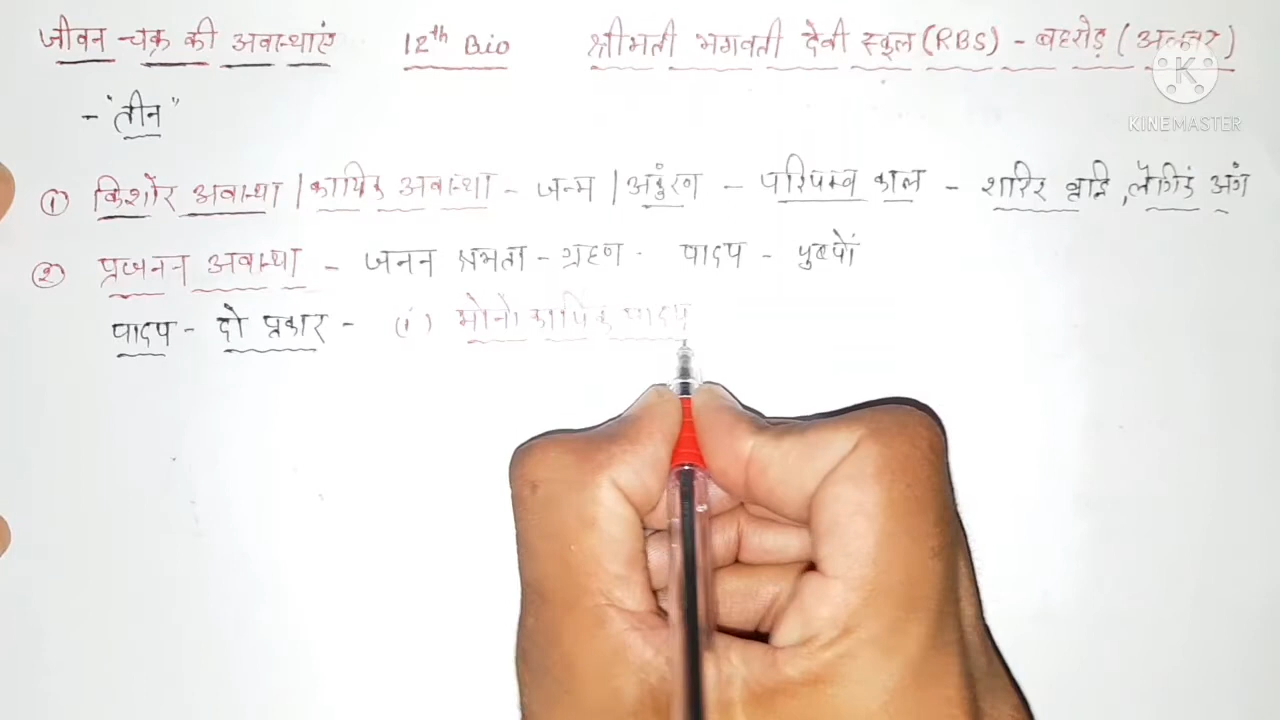 जीवन चक्र की अवस्थाएं 12th Bio श्रीमती भगवती देवी स्कूल (RBS) - बहरोड़ (अलवर)
- "तीन"
① किशोर अवस्था / कायिक अवस्था - जन्म / अकुंरण - परिपक्व काल - शारिर वृद्धि, लैगिकं अंग
② प्रजनन अवस्था - जनन क्षमता - ग्रहण - पादप - पुष्पों
पादप - दो प्रकार - (i) मोनोकार्पिक पादप
KINEMASTER